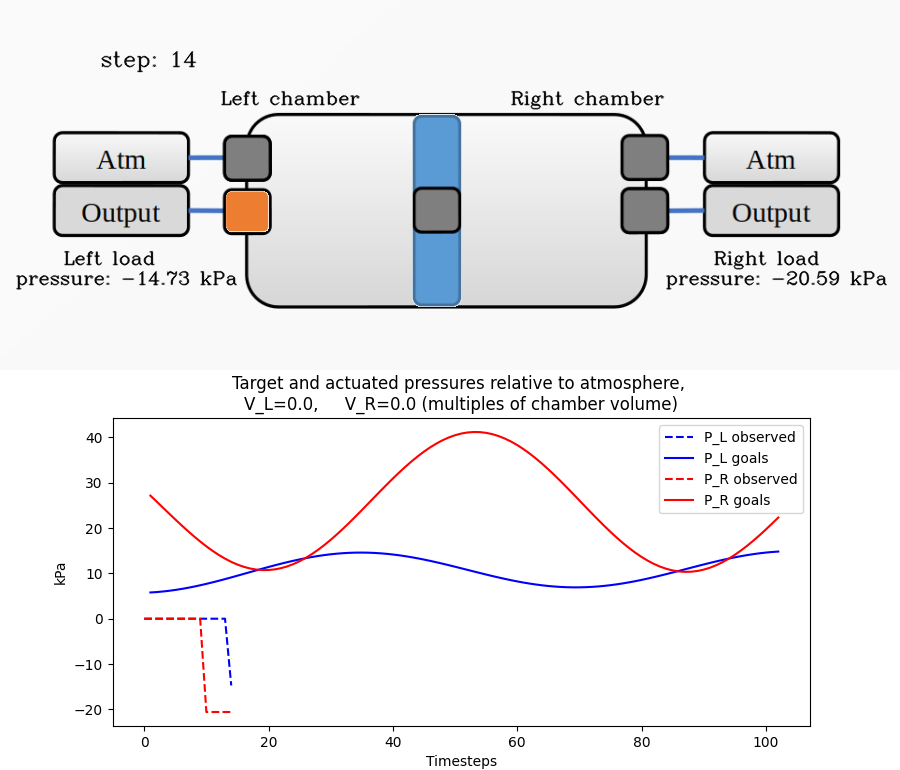 step: 14
Left chamber
Right chamber
Atm
Atm
Output
Output
Left load
pressure: −14.73 kPa
Right load
pressure: −20.59 kPa
Target and actuated pressures relative to atmosphere,
V_L=0.0, V_R=0.0 (multiples of chamber volume)
40
30
20
10
0
−10
−20
kPa
P_L observed
P_L goals
P_R observed
P_R goals
0 20 40 60 80 100
Timesteps